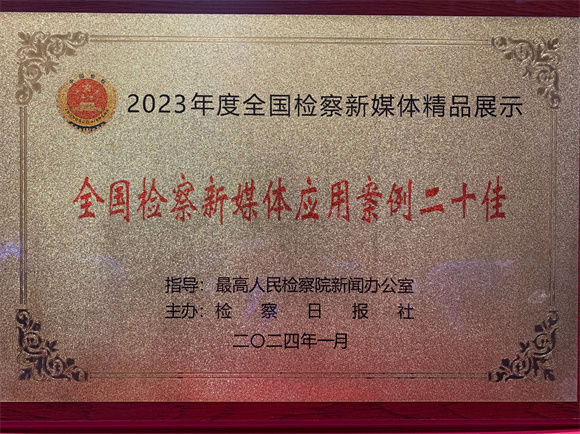 2023年度全国检察新媒体精品展示
全国检察新媒体应用案例二十佳
指导：最高人民检察院新闻办公室
主办：检察日报社
二〇二四年一月